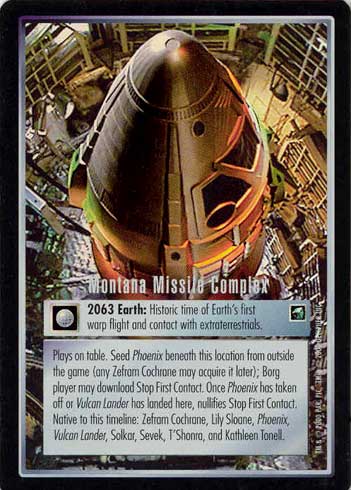 Montana Missile Complex
2063 Earth: Historic time of Earth's first
warp flight and contact with extraterrestrials.
Plays on table. Seed Phoenix beneath this location from outside
the game (any Zefram Cochrane may acquire it later); Borg
player may download Stop First Contact. Once Phoenix has taken
off or Vulcan Lander has landed here, nullifies Stop First Contact.
Native to this timeline: Zefram Cochrane, Lily Sloane, Phoenix,
Vulcan Lander, Solkar, Sevek, T'Shonra, and Kathleen Tonell.